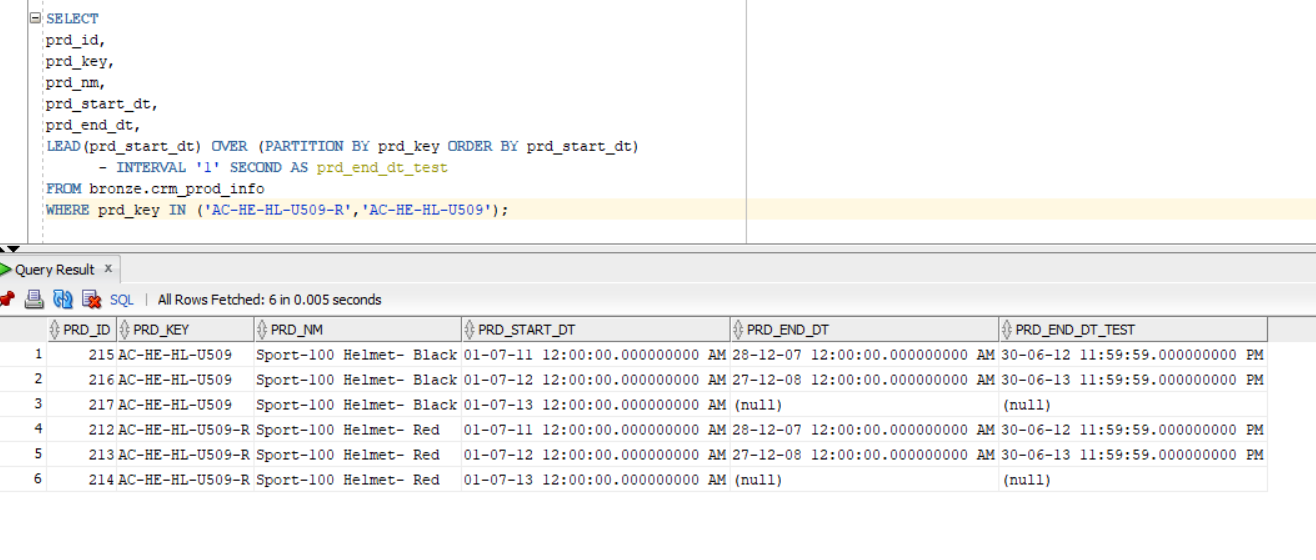 SELECT
prd_id,
prd_key,
prd_nm,
prd_start_dt,
prd_end_dt,
LEAD(prd_start_dt) OVER (PARTITION BY prd_key ORDER BY prd_start_dt)
- INTERVAL '1' SECOND AS prd_end_dt_test
FROM bronze.crm_prod_info
WHERE prd_key IN ('AC-HE-HL-U509-R','AC-HE-HL-U509');
Query Result x
SQL | All Rows Fetched: 6 in 0.005 seconds
PRD_ID PRD_KEY PRD_NM PRD_START_DT PRD_END_DT PRD_END_DT_TEST
1 215 AC-HE-HL-U509 Sport-100 Helmet- Black 01-07-11 12:00:00.000000000 AM 28-12-07 12:00:00.000000000 AM 30-06-12 11:59:59.000000000 PM
2 216 AC-HE-HL-U509 Sport-100 Helmet- Black 01-07-12 12:00:00.000000000 AM 27-12-08 12:00:00.000000000 AM 30-06-13 11:59:59.000000000 PM
3 217 AC-HE-HL-U509 Sport-100 Helmet- Black 01-07-13 12:00:00.000000000 AM (null) (null)
4 212 AC-HE-HL-U509-R Sport-100 Helmet- Red 01-07-11 12:00:00.000000000 AM 28-12-07 12:00:00.000000000 AM 30-06-12 11:59:59.000000000 PM
5 213 AC-HE-HL-U509-R Sport-100 Helmet- Red 01-07-12 12:00:00.000000000 AM 27-12-08 12:00:00.000000000 AM 30-06-13 11:59:59.000000000 PM
6 214 AC-HE-HL-U509-R Sport-100 Helmet- Red 01-07-13 12:00:00.000000000 AM (null) (null)